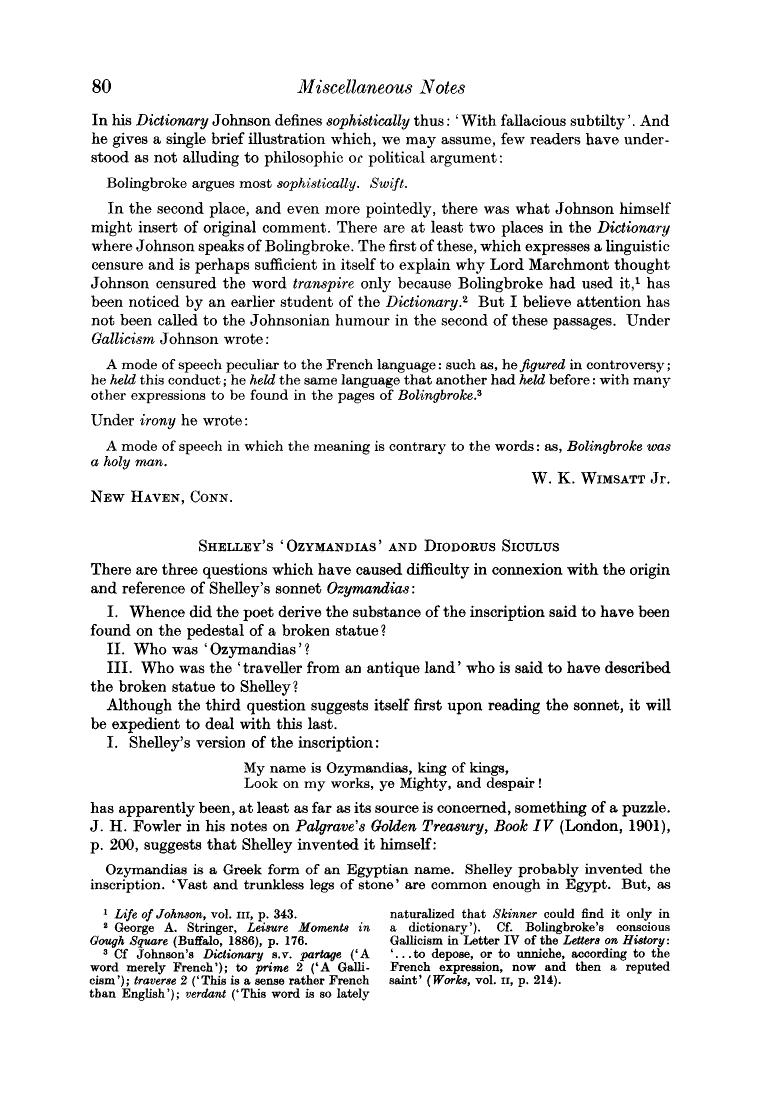 80 Miscellaneous Notes
In his Dictionary Johnson defines sophistically thus: ‘With fallacious subtilty’. And
he gives a single brief illustration which, we may assume, few readers have under-
stood as not alluding to philosophic or political argument:
Bolingbroke argues most sophistically. Swift.
In the second place, and even more pointedly, there was what Johnson himself
might insert of original comment. There are at least two places in the Dictionary
where Johnson speaks of Bolingbroke. The first of these, which expresses a linguistic
censure and is perhaps sufficient in itself to explain why Lord Marchmont thought
Johnson censured the word transpire only because Bolingbroke had used it,¹ has
been noticed by an earlier student of the Dictionary.² But I believe attention has
not been called to the Johnsonian humour in the second of these passages. Under
Gallicism Johnson wrote:
A mode of speech peculiar to the French language: such as, he figured in controversy;
he held this conduct; he held the same language that another had held before: with many
other expressions to be found in the pages of Bolingbroke.³
Under irony he wrote:
A mode of speech in which the meaning is contrary to the words: as, Bolingbroke was
a holy man.
W. K. Wimsatt Jr.
New Haven, Conn.
Shelley's ‘Ozymandias’ and Diodorus Siculus
There are three questions which have caused difficulty in connexion with the origin
and reference of Shelley's sonnet Ozymandias:
I. Whence did the poet derive the substance of the inscription said to have been
found on the pedestal of a broken statue?
II. Who was ‘Ozymandias’?
III. Who was the ‘traveller from an antique land’ who is said to have described
the broken statue to Shelley?
Although the third question suggests itself first upon reading the sonnet, it will
be expedient to deal with this last.
I. Shelley's version of the inscription:
My name is Ozymandias, king of kings,
Look on my works, ye Mighty, and despair!
has apparently been, at least as far as its source is concerned, something of a puzzle.
J. H. Fowler in his notes on Palgrave's Golden Treasury, Book IV (London, 1901),
p. 200, suggests that Shelley invented it himself:
Ozymandias is a Greek form of an Egyptian name. Shelley probably invented the
inscription. ‘Vast and trunkless legs of stone’ are common enough in Egypt. But, as
¹ Life of Johnson, vol. III, p. 343.
² George A. Stringer, Leisure Moments in
Gough Square (Buffalo, 1886), p. 176.
³ Cf Johnson's Dictionary s.v. partage (‘A
word merely French’); to prime 2 (‘A Galli-
cism’); traverse 2 (‘This is a sense rather French
than English’); verdant (‘This word is so lately
naturalized that Skinner could find it only in
a dictionary’). Cf. Bolingbroke's conscious
Gallicism in Letter IV of the Letters on History:
‘...to depose, or to unniche, according to the
French expression, now and then a reputed
saint’ (Works, vol. II, p. 214).